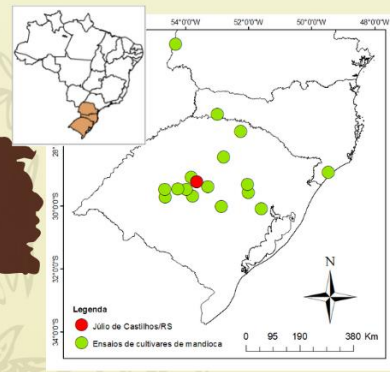 54°0'0"W 52°0'0"W 50°0'0"W 48°0'0"W
26°
30°0'0"S
32°0'0"S
34°0'0"S
N
Legenda
Júlio de Castilhos/RS
Ensaios de cultivares de mandioca
0 95 190 380 Km